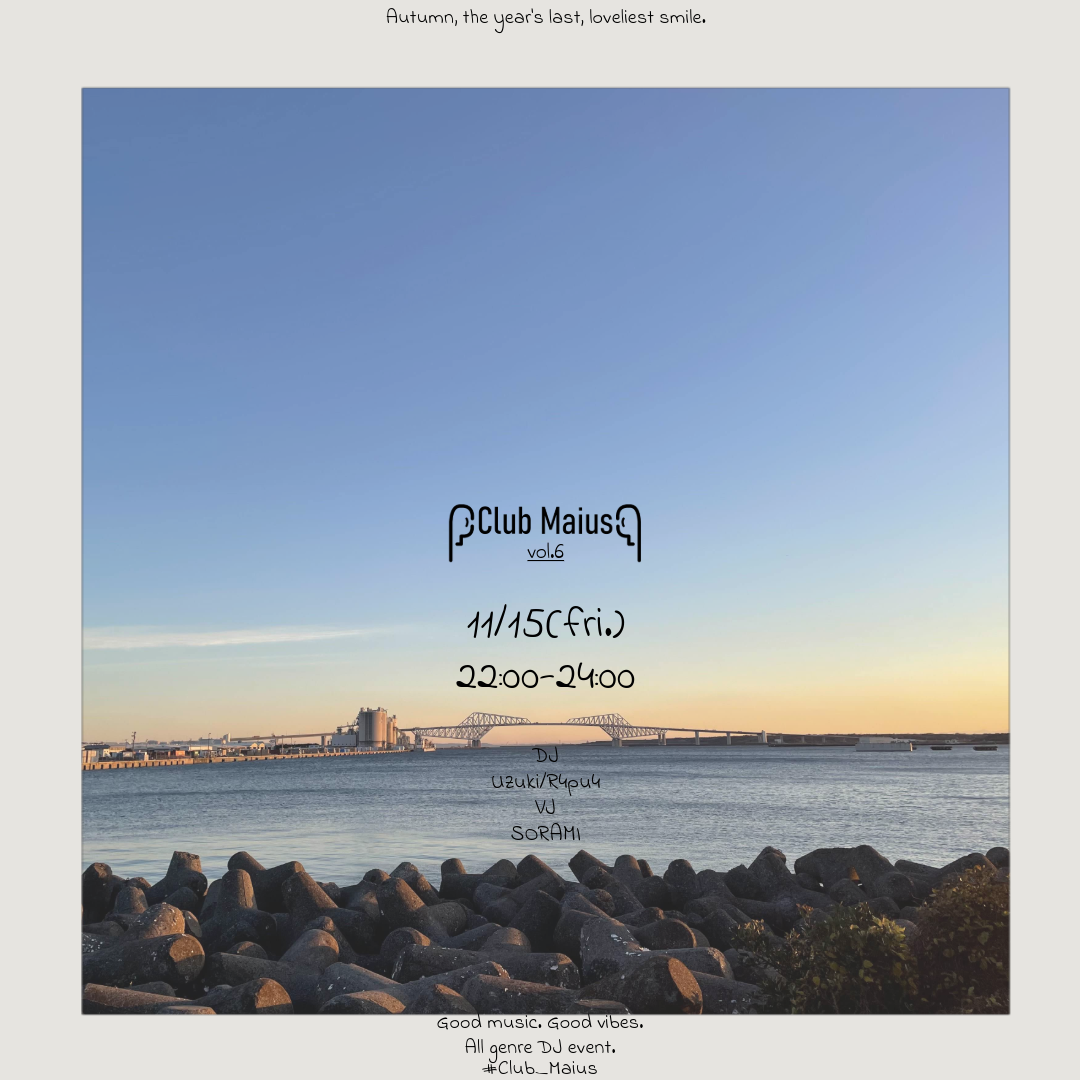 Autumn, the year's last, loveliest smile.
Club Maius
vol.6
11/15(fri.)
22:00-24:00
DJ
Uzuki/R4pu4
VJ
SORAMI
Good music. Good vibes.
All genre DJ event.
#Club_Maius